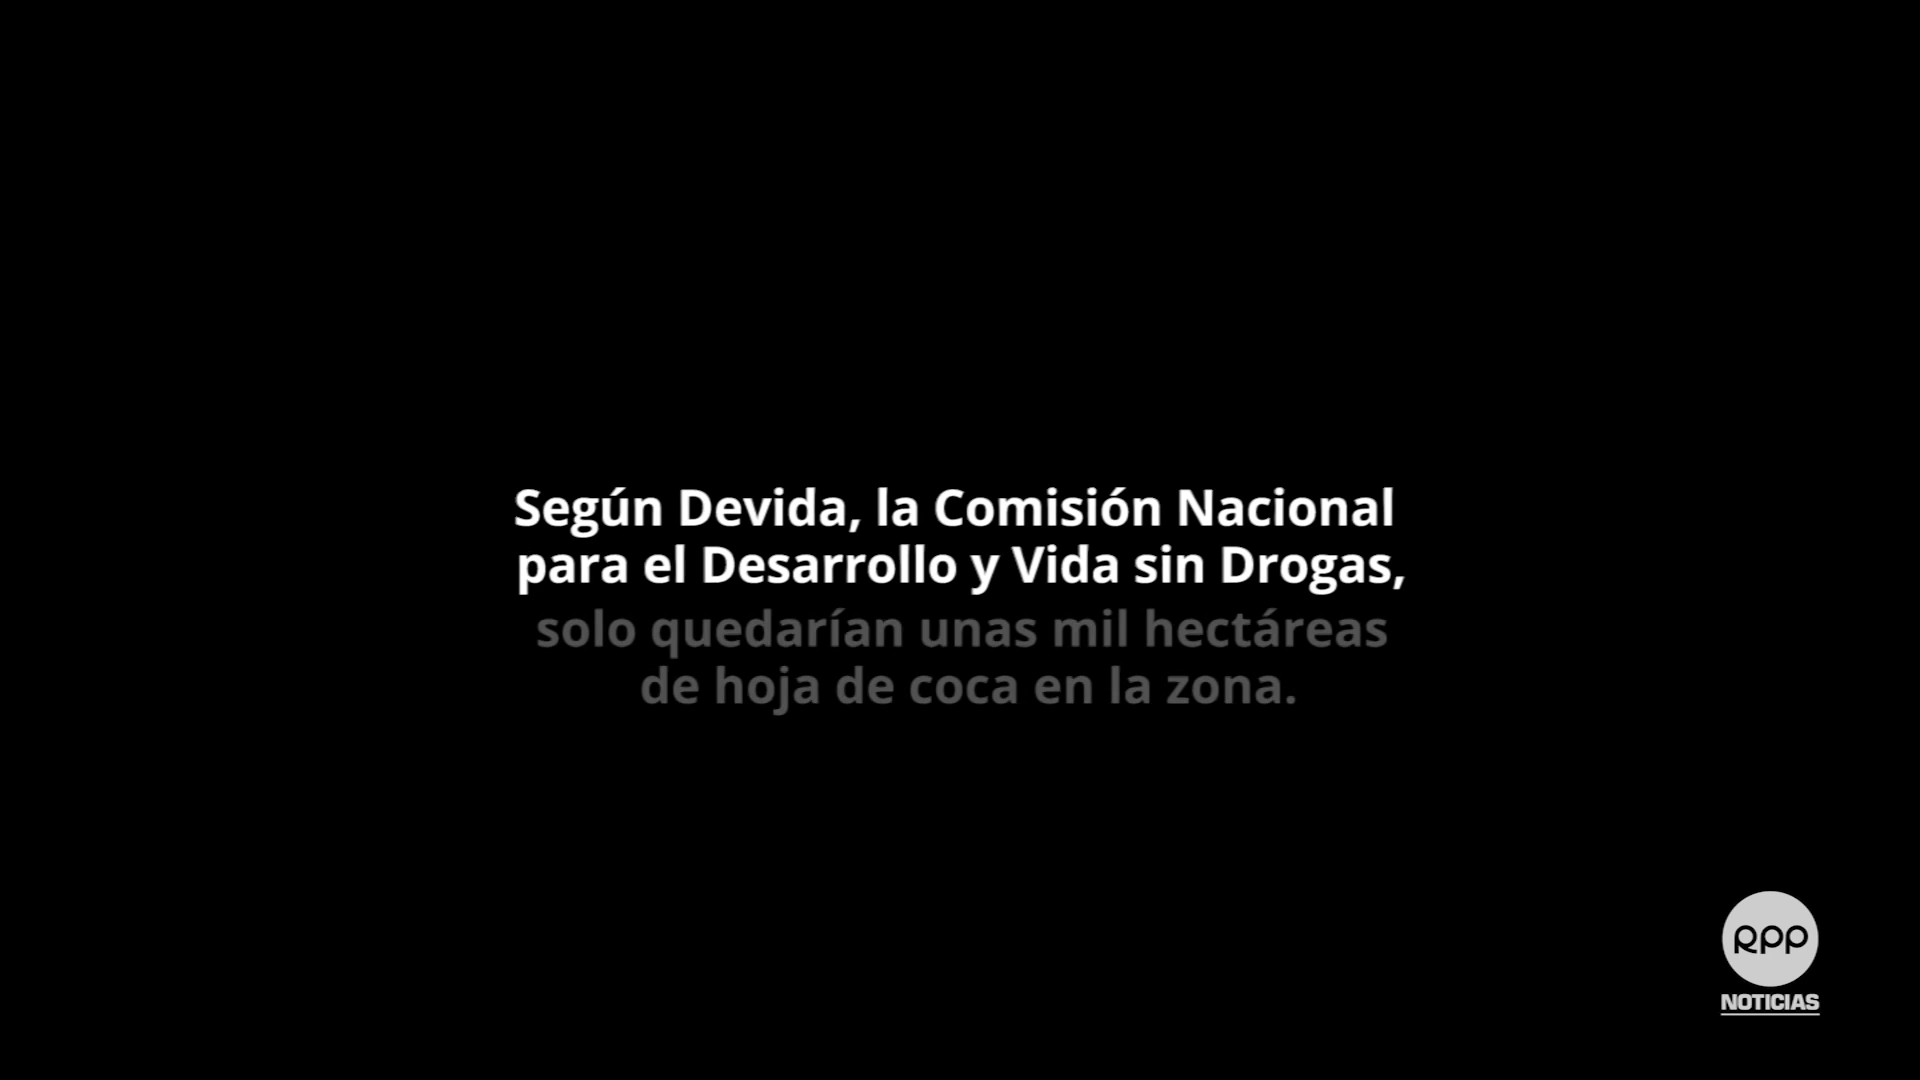 Según Devida, la Comisión Nacional
para el Desarrollo y Vida sin Drogas,
solo quedarían unas mil hectáreas
de hoja de coca en la zona.
RPP
NOTICIAS